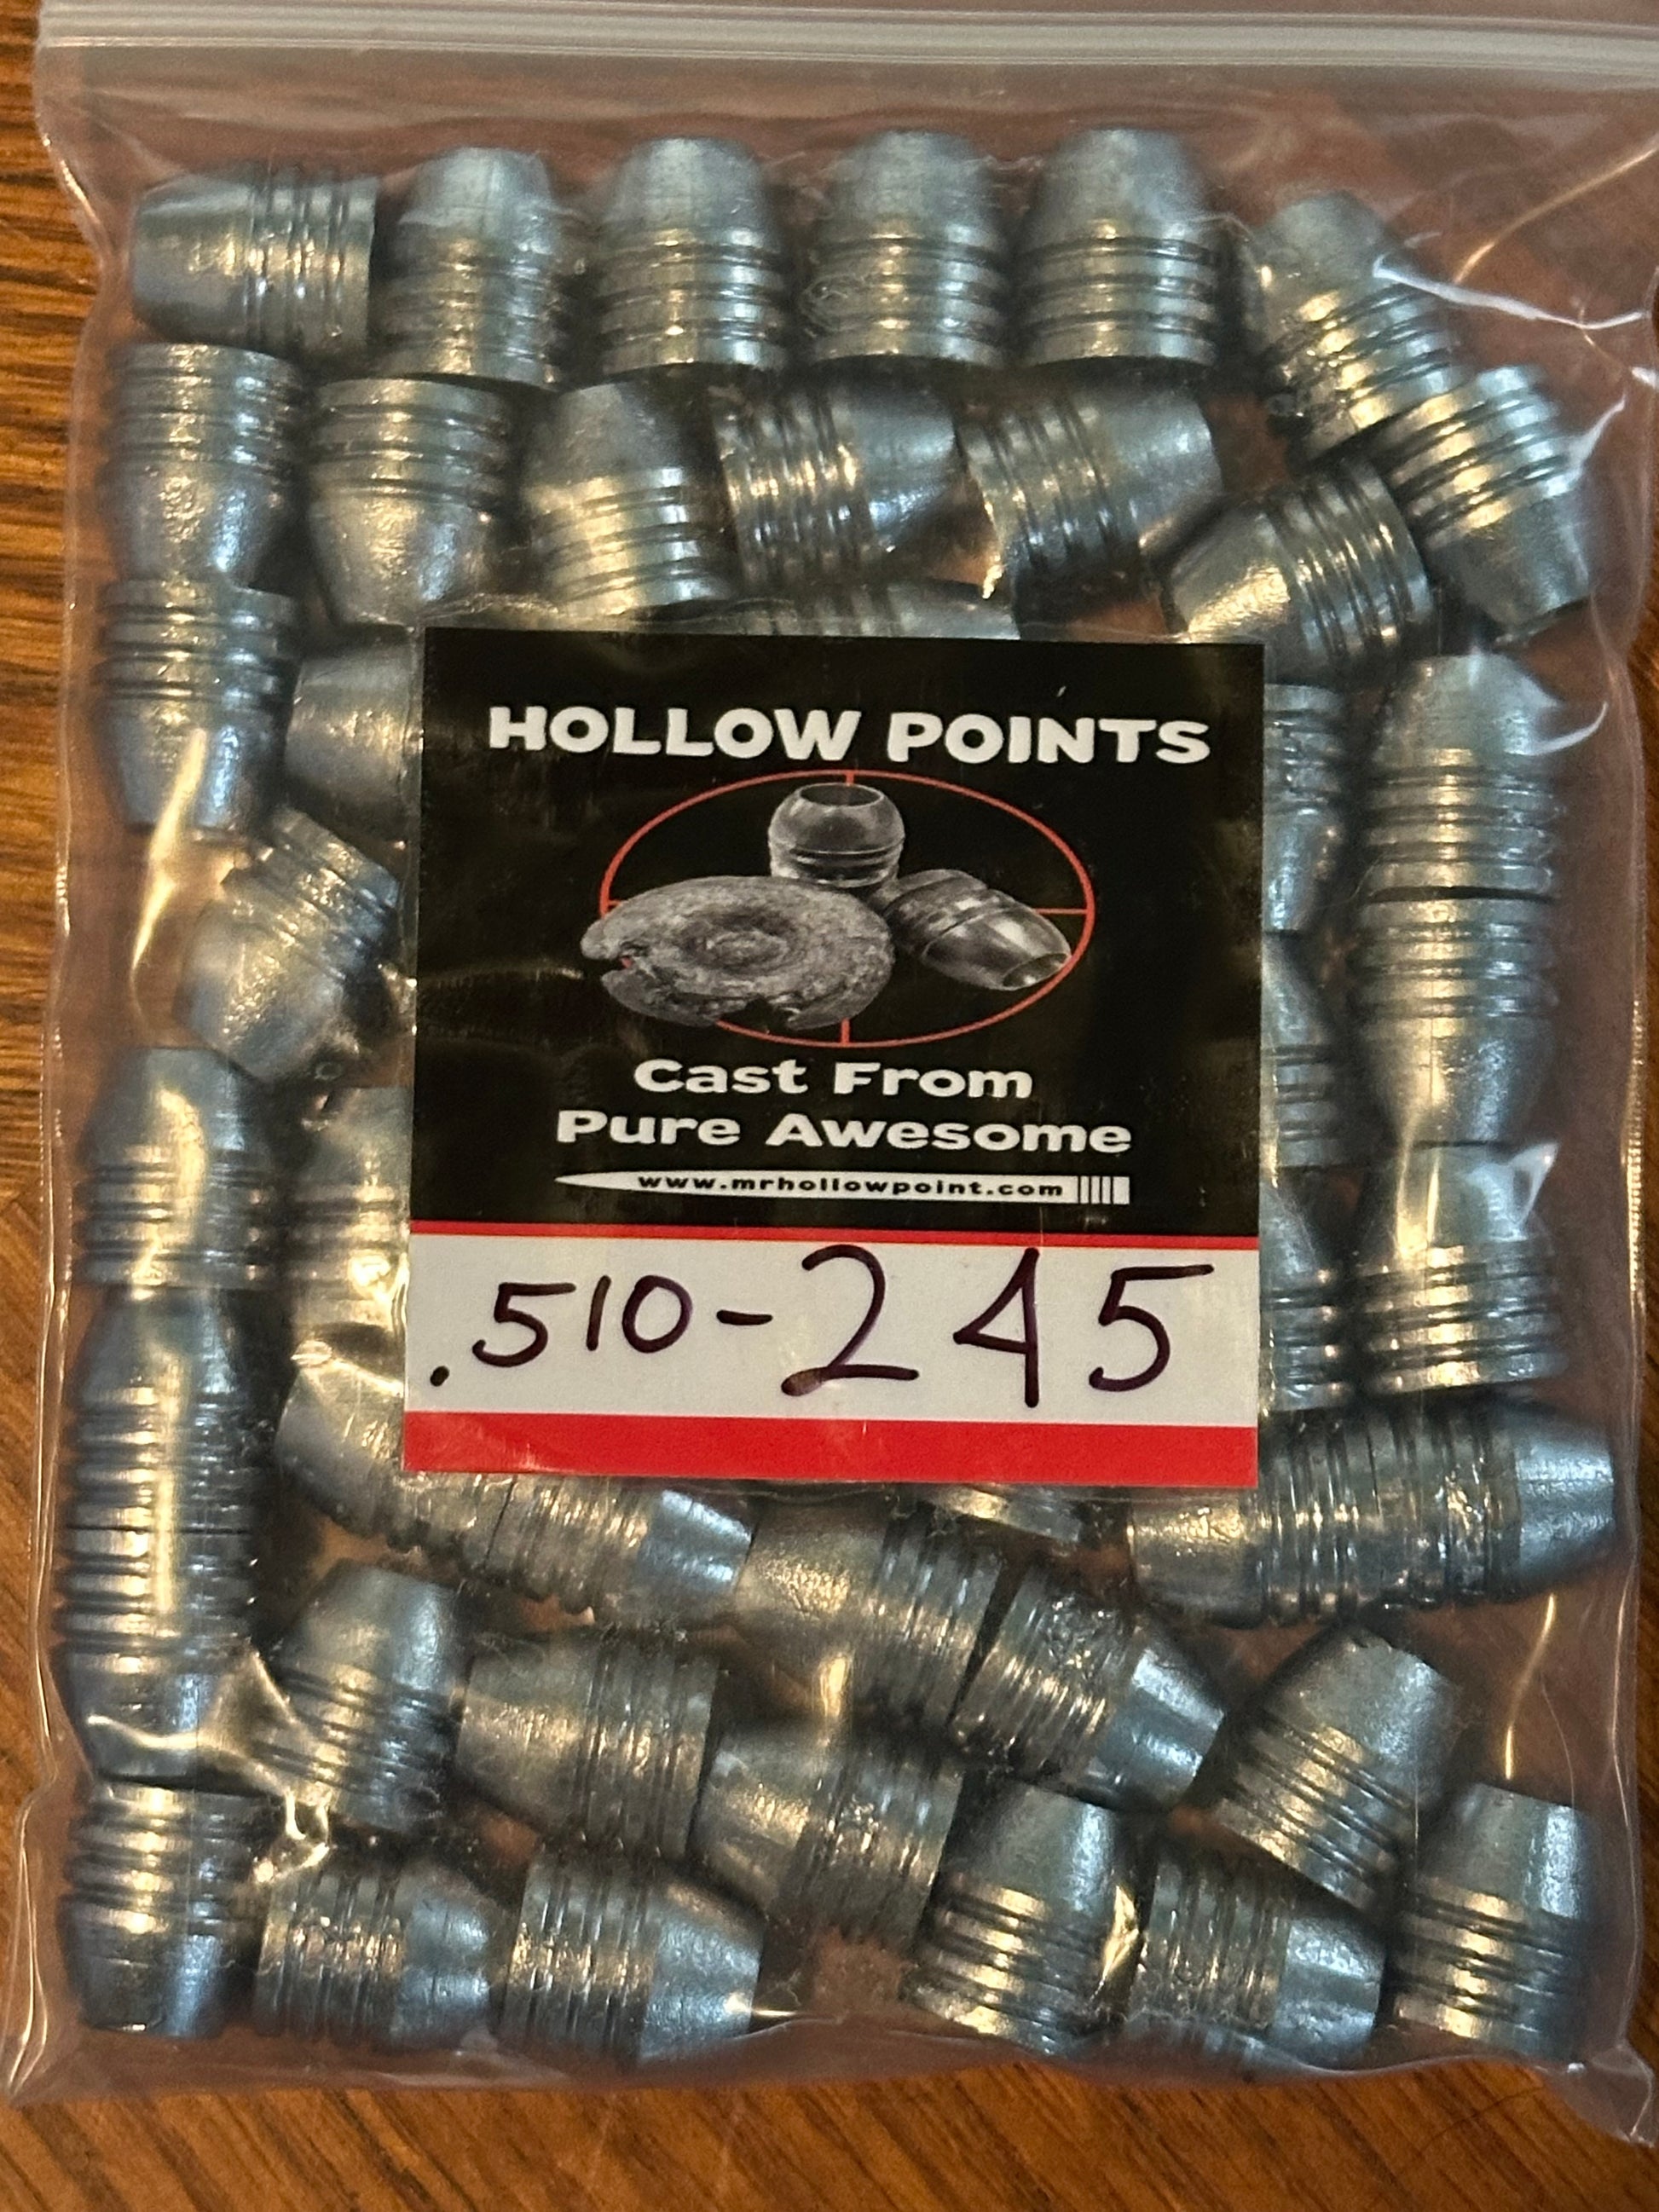 HOLLOW POINTS
Cast From
Pure Awesome
www.mrhollowpoint.com
.510-245